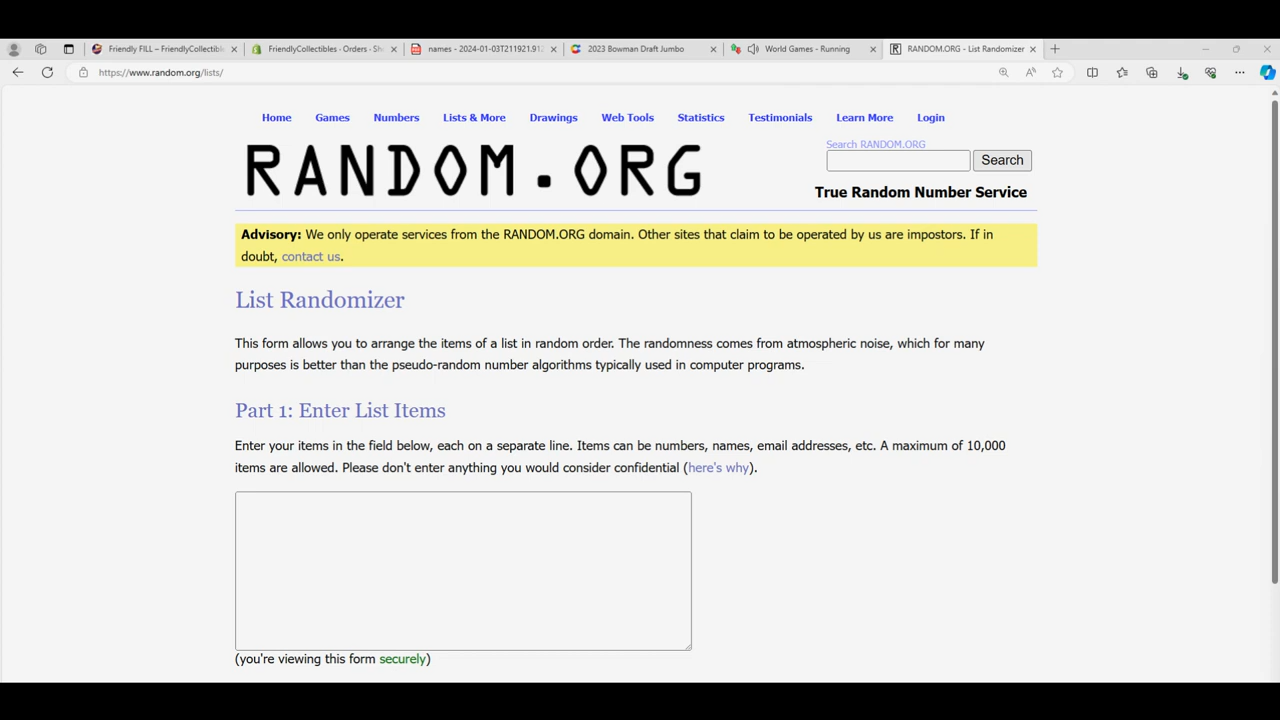 Friendly FILL – FriendlyCollectibl
FriendlyCollectibles · Orders · Sh
names - 2024-01-03T211921.91
2023 Bowman Draft Jumbo
World Games - Running
RANDOM.ORG - List Randomizer
https://www.random.org/lists/
Home Games Numbers Lists & More Drawings Web Tools Statistics Testimonials Learn More Login
RANDOM.ORG
Search RANDOM.ORG
Search
True Random Number Service
Advisory: We only operate services from the RANDOM.ORG domain. Other sites that claim to be operated by us are impostors. If in
doubt, contact us.
List Randomizer
This form allows you to arrange the items of a list in random order. The randomness comes from atmospheric noise, which for many
purposes is better than the pseudo-random number algorithms typically used in computer programs.
Part 1: Enter List Items
Enter your items in the field below, each on a separate line. Items can be numbers, names, email addresses, etc. A maximum of 10,000
items are allowed. Please don't enter anything you would consider confidential (here's why).
(you're viewing this form securely)